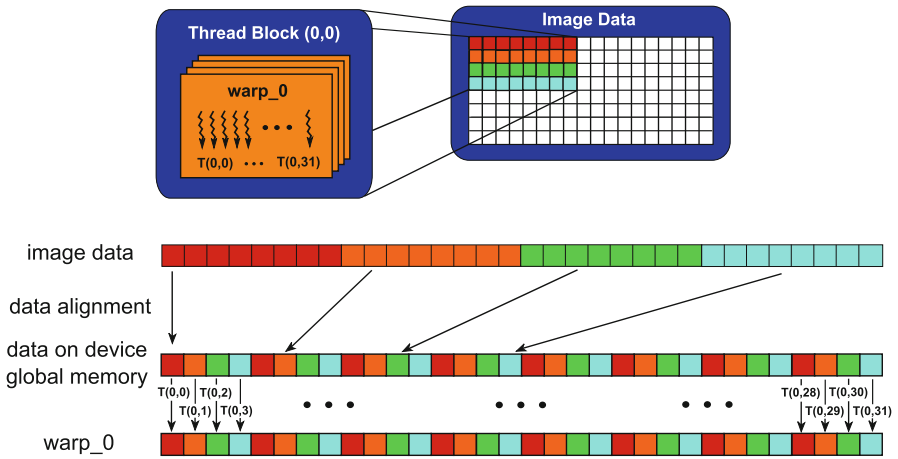 Thread Block (0,0)
warp_0
T(0,0) ... T(0,31)
Image Data
image data
data alignment
data on device
global memory
T(0,0) T(0,2)
T(0,1) T(0,3)
... ... ...
T(0,28) T(0,30)
T(0,29) T(0,31)
warp_0